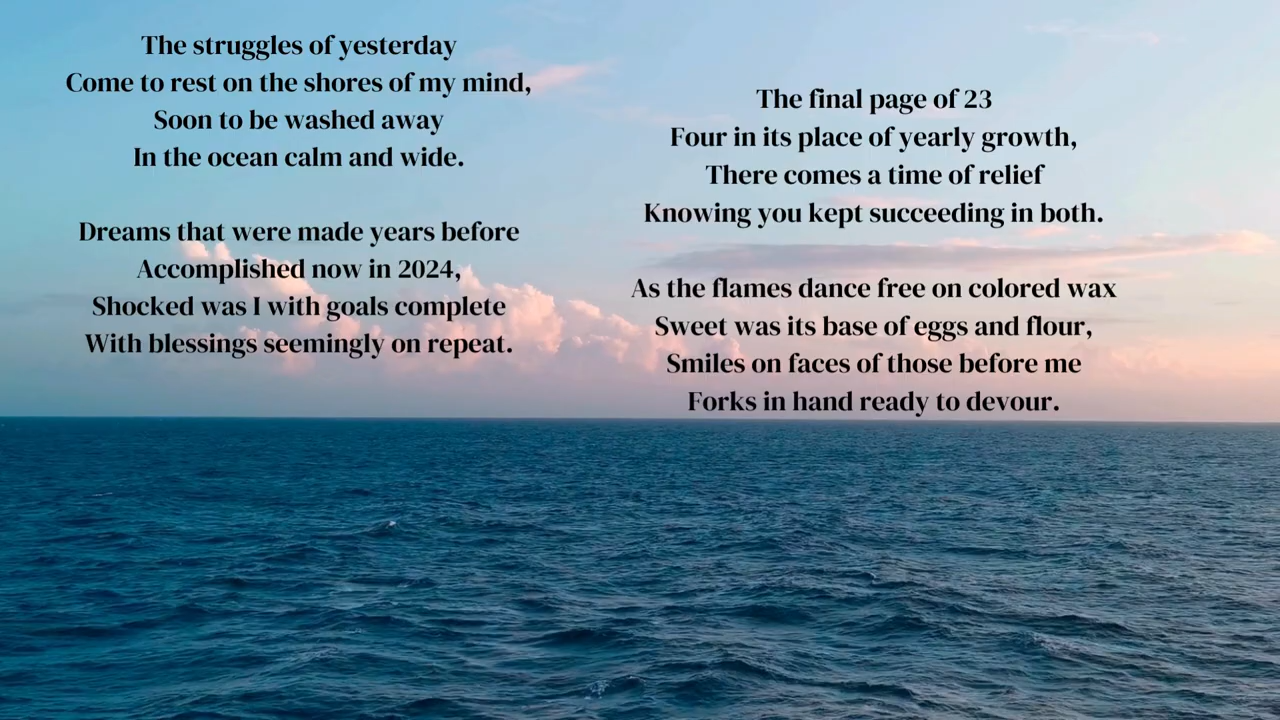 The struggles of yesterday
Come to rest on the shores of my mind,
Soon to be washed away
In the ocean calm and wide.
Dreams that were made years before
Accomplished now in 2024,
Shocked was I with goals complete
With blessings seemingly on repeat.
The final page of 23
Four in its place of yearly growth,
There comes a time of relief
Knowing you kept succeeding in both.
As the flames dance free on colored wax
Sweet was its base of eggs and flour,
Smiles on faces of those before me
Forks in hand ready to devour.